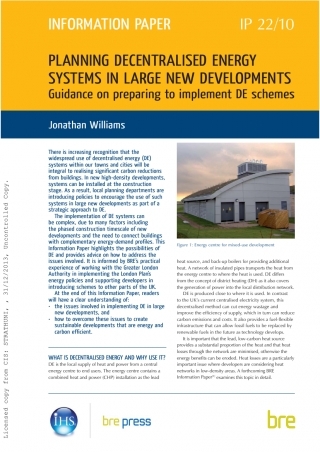 INFORMATION PAPER
IP 22/10
PLANNING DECENTRALISED ENERGY
SYSTEMS IN LARGE NEW DEVELOPMENTS
Guidance on preparing to implement DE schemes
Jonathan Williams
There is increasing recognition that the
widespread use of decentralised energy (DE)
systems within our towns and cities will be
integral to realising significant carbon reductions
from buildings. In new high-density developments,
systems can be installed at the construction
stage. As a result, local planning departments are
introducing policies to encourage the use of such
systems in large new developments as part of a
strategic approach to DE.
The implementation of DE systems can
be complex, due to many factors including
the phased construction timescale of new
developments and the need to connect buildings
with complementary energy-demand profiles. This
Information Paper highlights the possibilities of
DE and provides advice on how to address the
issues involved. It is informed by BRE's practical
experience of working with the Greater London
Authority in implementing the London Plan's
energy policies and supporting developers in
introducing schemes to other parts of the UK.
At the end of this Information Paper, readers
will have a clear understanding of:
• the issues involved in implementing DE in large
new developments, and
• how to overcome these issues to create
sustainable developments that are energy and
carbon efficient.
WHAT IS DECENTRALISED ENERGY AND WHY USE IT?
DE is the local supply of heat and power from a central
energy centre to end users. The energy centre contains a
combined heat and power (CHP) installation as the lead
Figure 1: Energy centre for mixed-use development
heat source, and back-up boilers for providing additional
heat. A network of insulated pipes transports the heat from
the energy centre to where the heat is used. DE differs
from the concept of district heating (DH) as it also covers
the generation of power into the local distribution network.
DE is produced close to where it is used. In contrast
to the UK's current centralised electricity system, this
decentralised method can cut energy wastage and
improve the efficiency of supply, which in turn can reduce
carbon emissions and costs. It also provides a fuel-flexible
infrastructure that can allow fossil fuels to be replaced by
renewable fuels in the future as technology develops.
It is important that the lead, low carbon heat source
provides a substantial proportion of the heat and that heat
losses through the network are minimised, otherwise the
energy benefits can be eroded. Heat losses are a particularly
important issue where developers are considering heat
networks in low-density areas. A forthcoming BRE
Information Paper examines this topic in detail.
IHS
bre press
bre
Licensed copy from CIS: STRATHUNI, , 31/12/2013, Uncontrolled Copy.